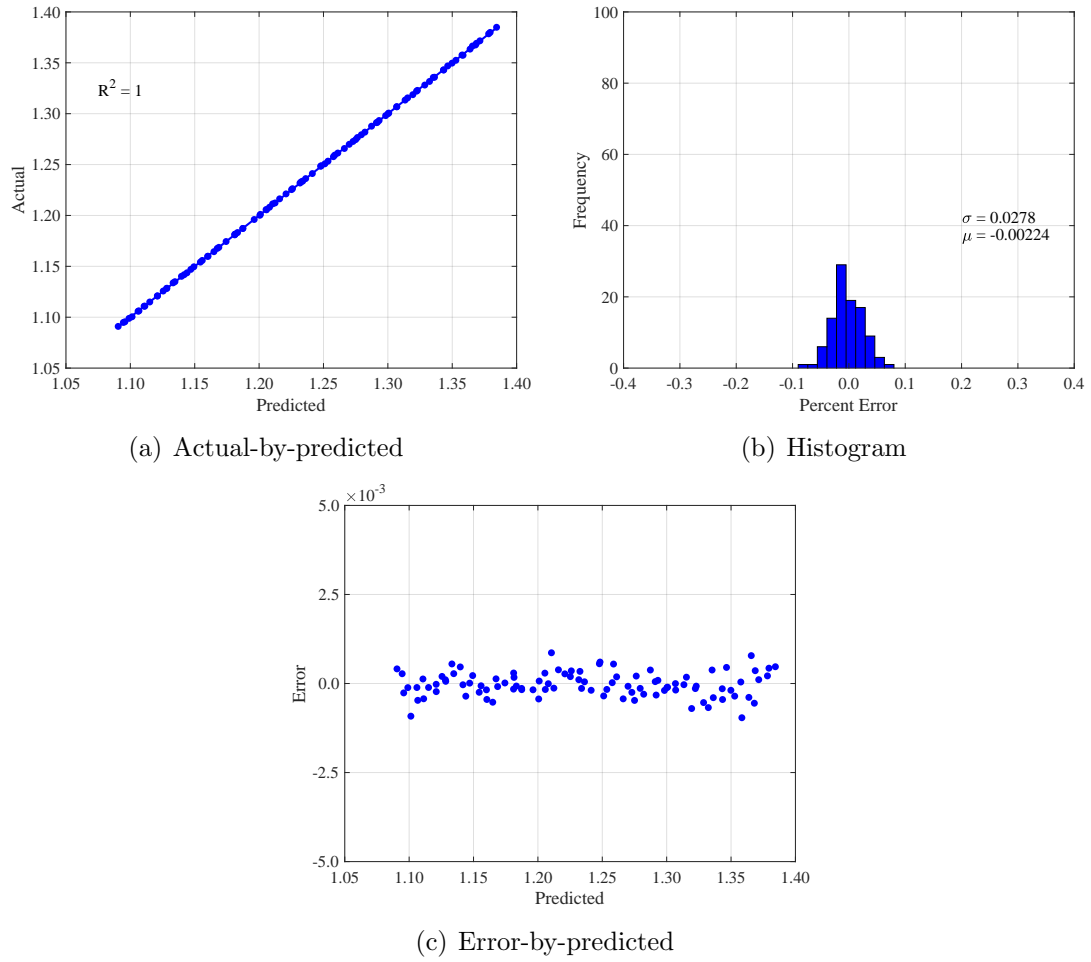 1.40
1.35
1.30
1.25
1.20
1.15
1.10
1.05
Actual
R² = 1
1.05 1.10 1.15 1.20 1.25 1.30 1.35 1.40
Predicted
(a) Actual-by-predicted
100
80
60
40
20
0
Frequency
σ = 0.0278
μ = -0.00224
-0.4 -0.3 -0.2 -0.1 0.0 0.1 0.2 0.3 0.4
Percent Error
(b) Histogram
×10⁻³
5.0
2.5
0.0
-2.5
-5.0
Error
1.05 1.10 1.15 1.20 1.25 1.30 1.35 1.40
Predicted
(c) Error-by-predicted